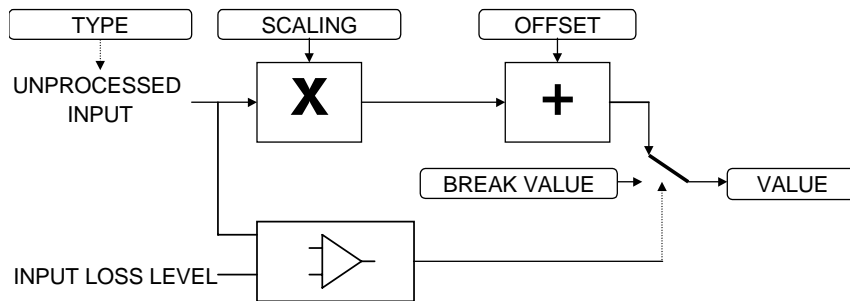 TYPE
SCALING
OFFSET
UNPROCESSED
INPUT
X
+
BREAK VALUE
VALUE
INPUT LOSS LEVEL